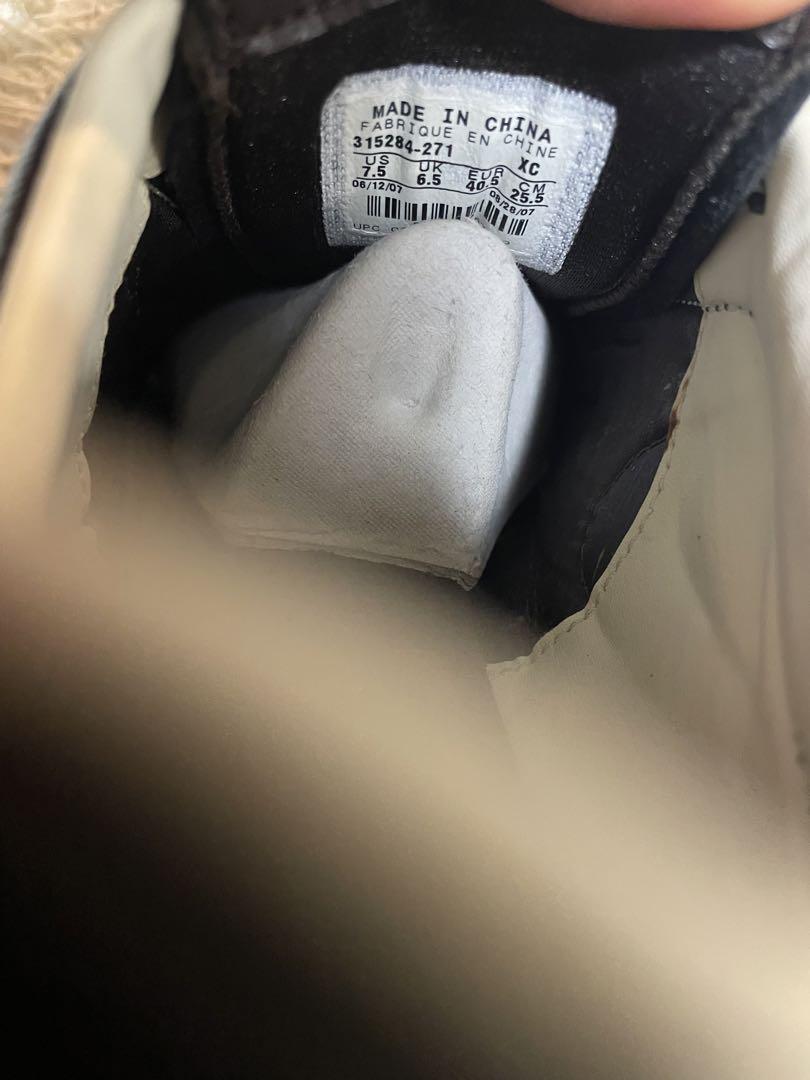 MADE IN CHINA
FABRIQUE EN CHINE
315284-271 XC
US UK EUR CM
7.5 6.5 40.5 25.5
06/12/07 08/28/07
UPC